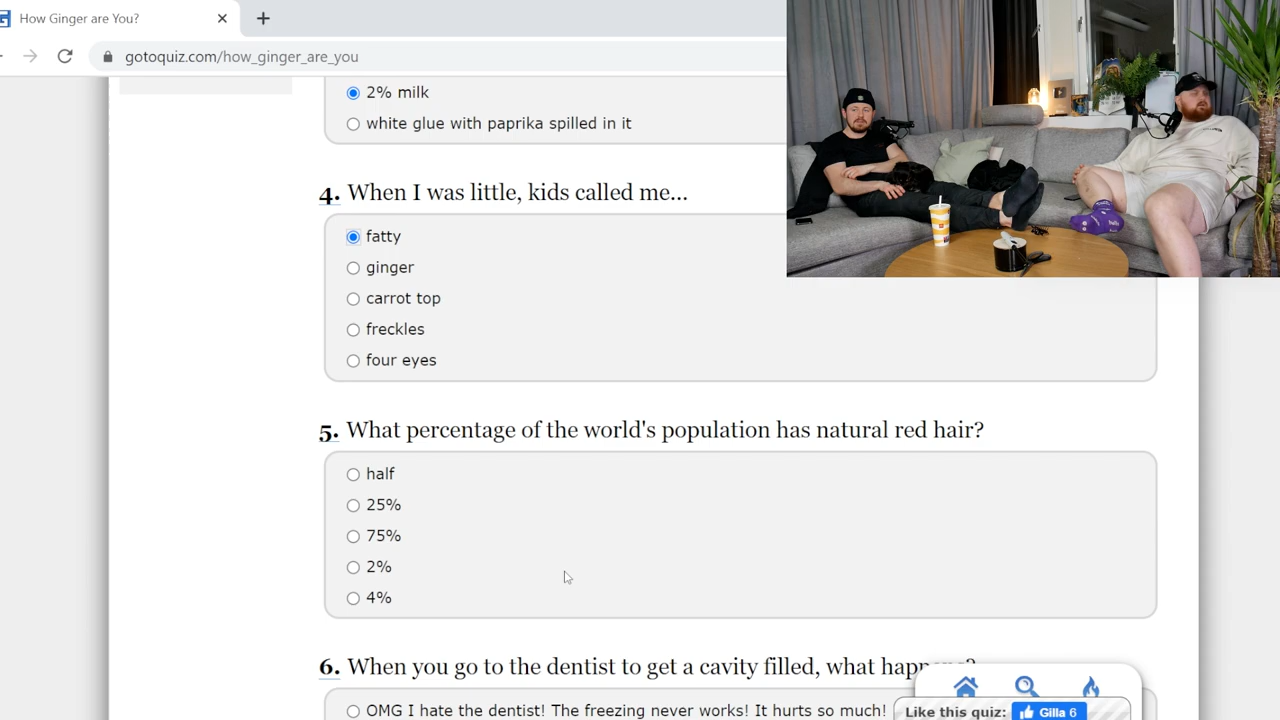 How Ginger are You?
gotoquiz.com/how_ginger_are_you
2% milk
white glue with paprika spilled in it
4. When I was little, kids called me...
fatty
ginger
carrot top
freckles
four eyes
5. What percentage of the world's population has natural red hair?
half
25%
75%
2%
4%
6. When you go to the dentist to get a cavity filled, what
OMG I hate the dentist! The freezing never works! It hurts so much!
Like this quiz: Gilla 6